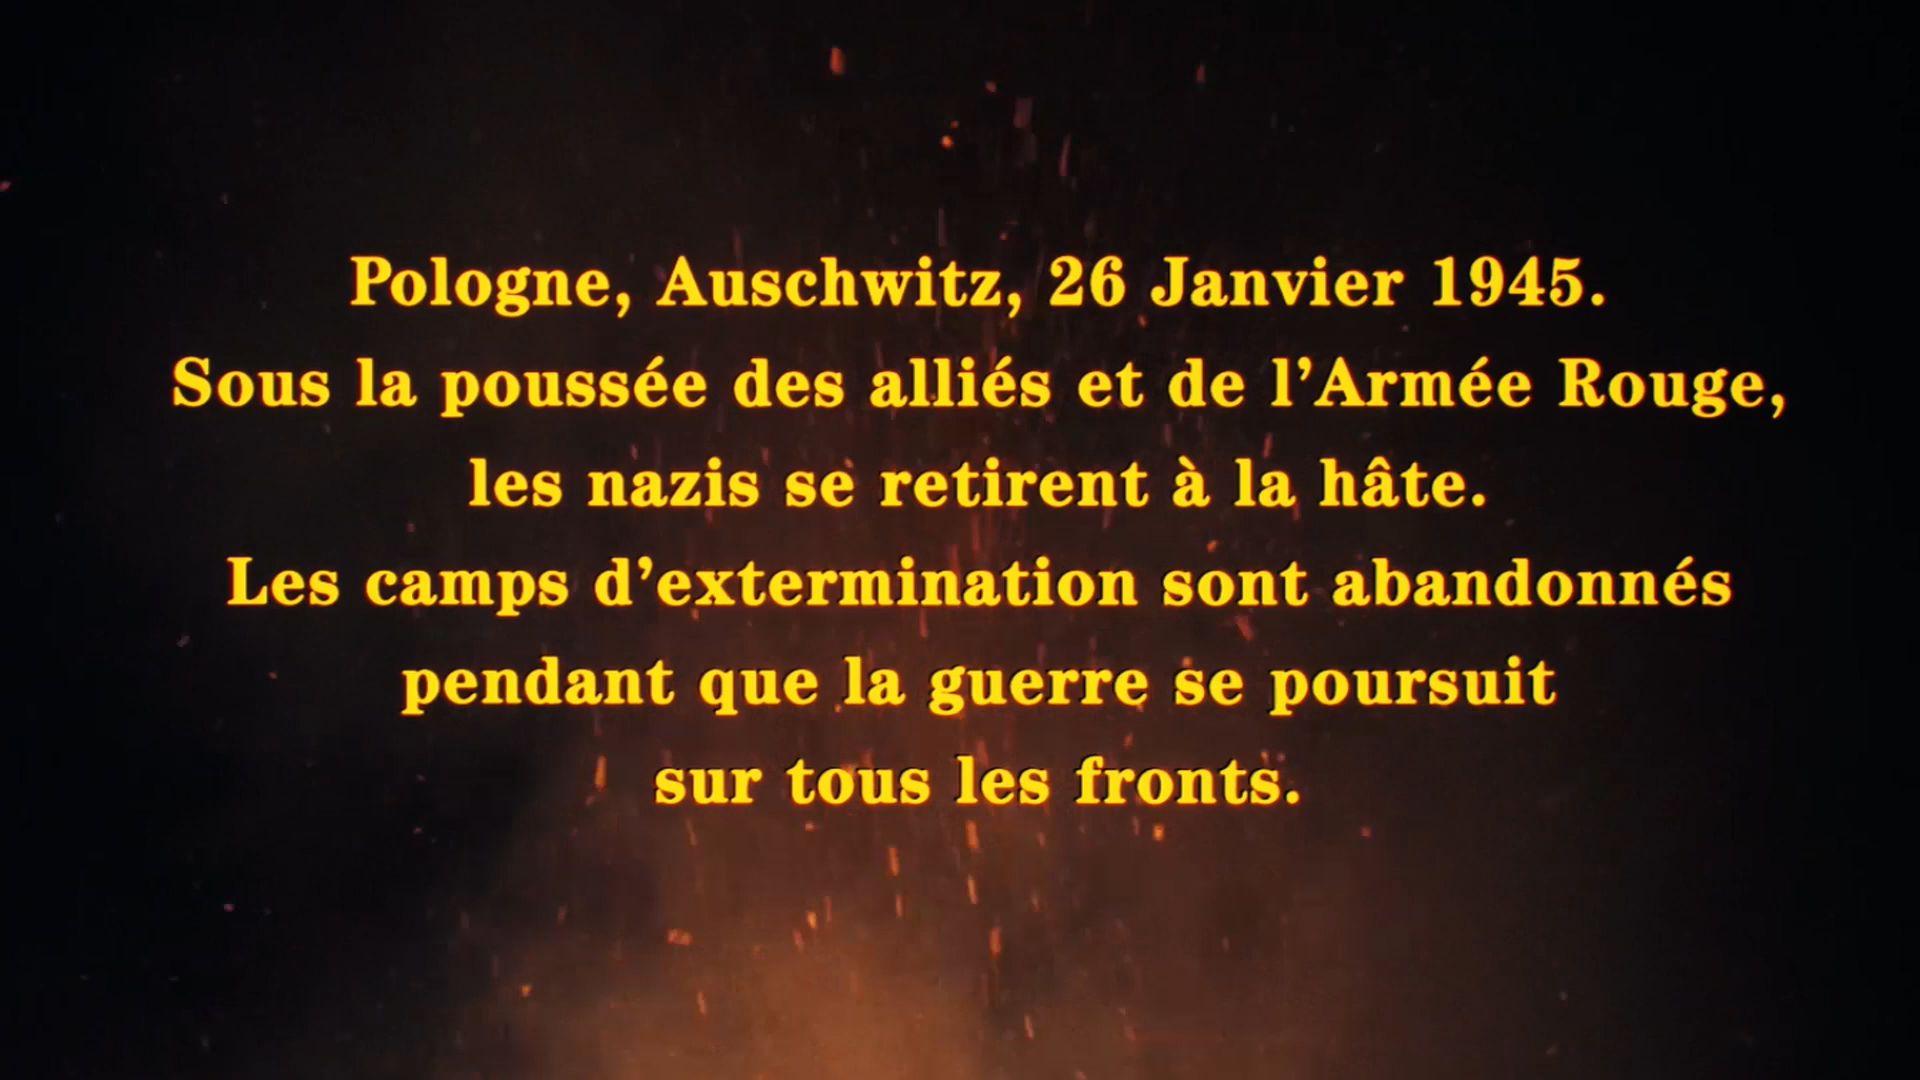 Pologne, Auschwitz, 26 Janvier 1945.
Sous la poussée des alliés et de l’Armée Rouge,
les nazis se retirent à la hâte.
Les camps d’extermination sont abandonnés
pendant que la guerre se poursuit
sur tous les fronts.